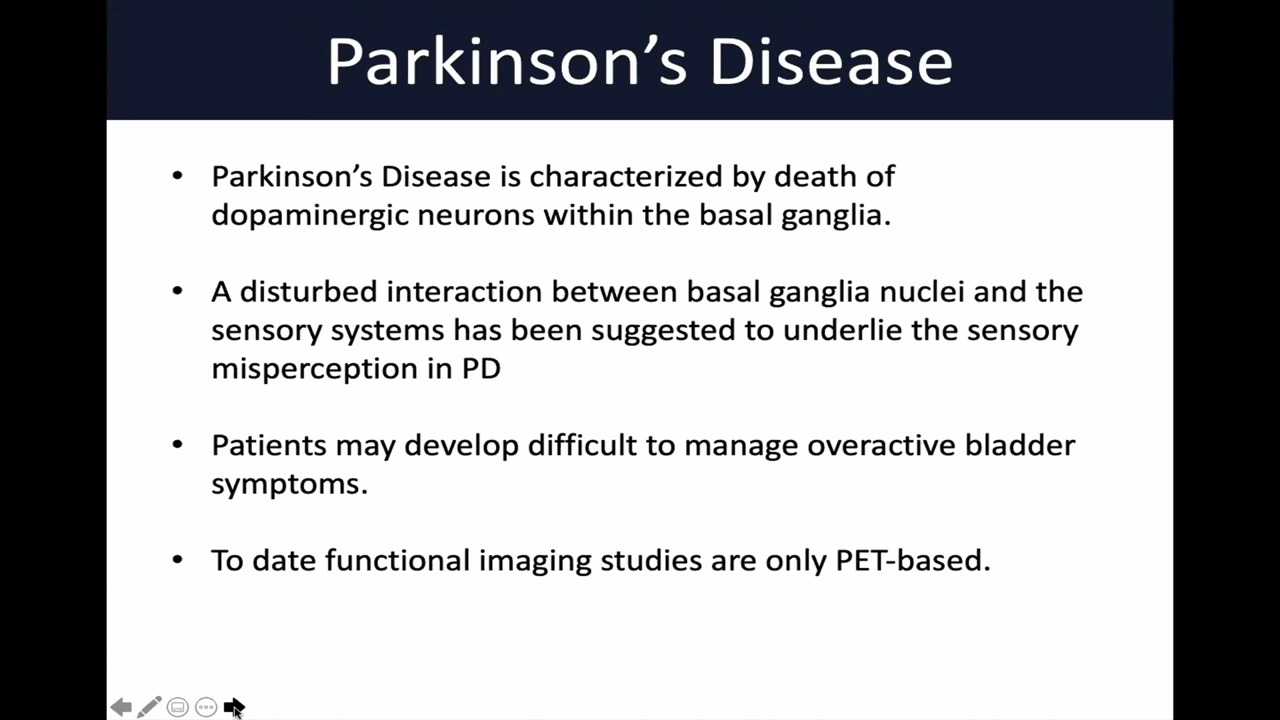 Parkinson’s Disease
• Parkinson’s Disease is characterized by death of
dopaminergic neurons within the basal ganglia.
• A disturbed interaction between basal ganglia nuclei and the
sensory systems has been suggested to underlie the sensory
misperception in PD
• Patients may develop difficult to manage overactive bladder
symptoms.
• To date functional imaging studies are only PET-based.